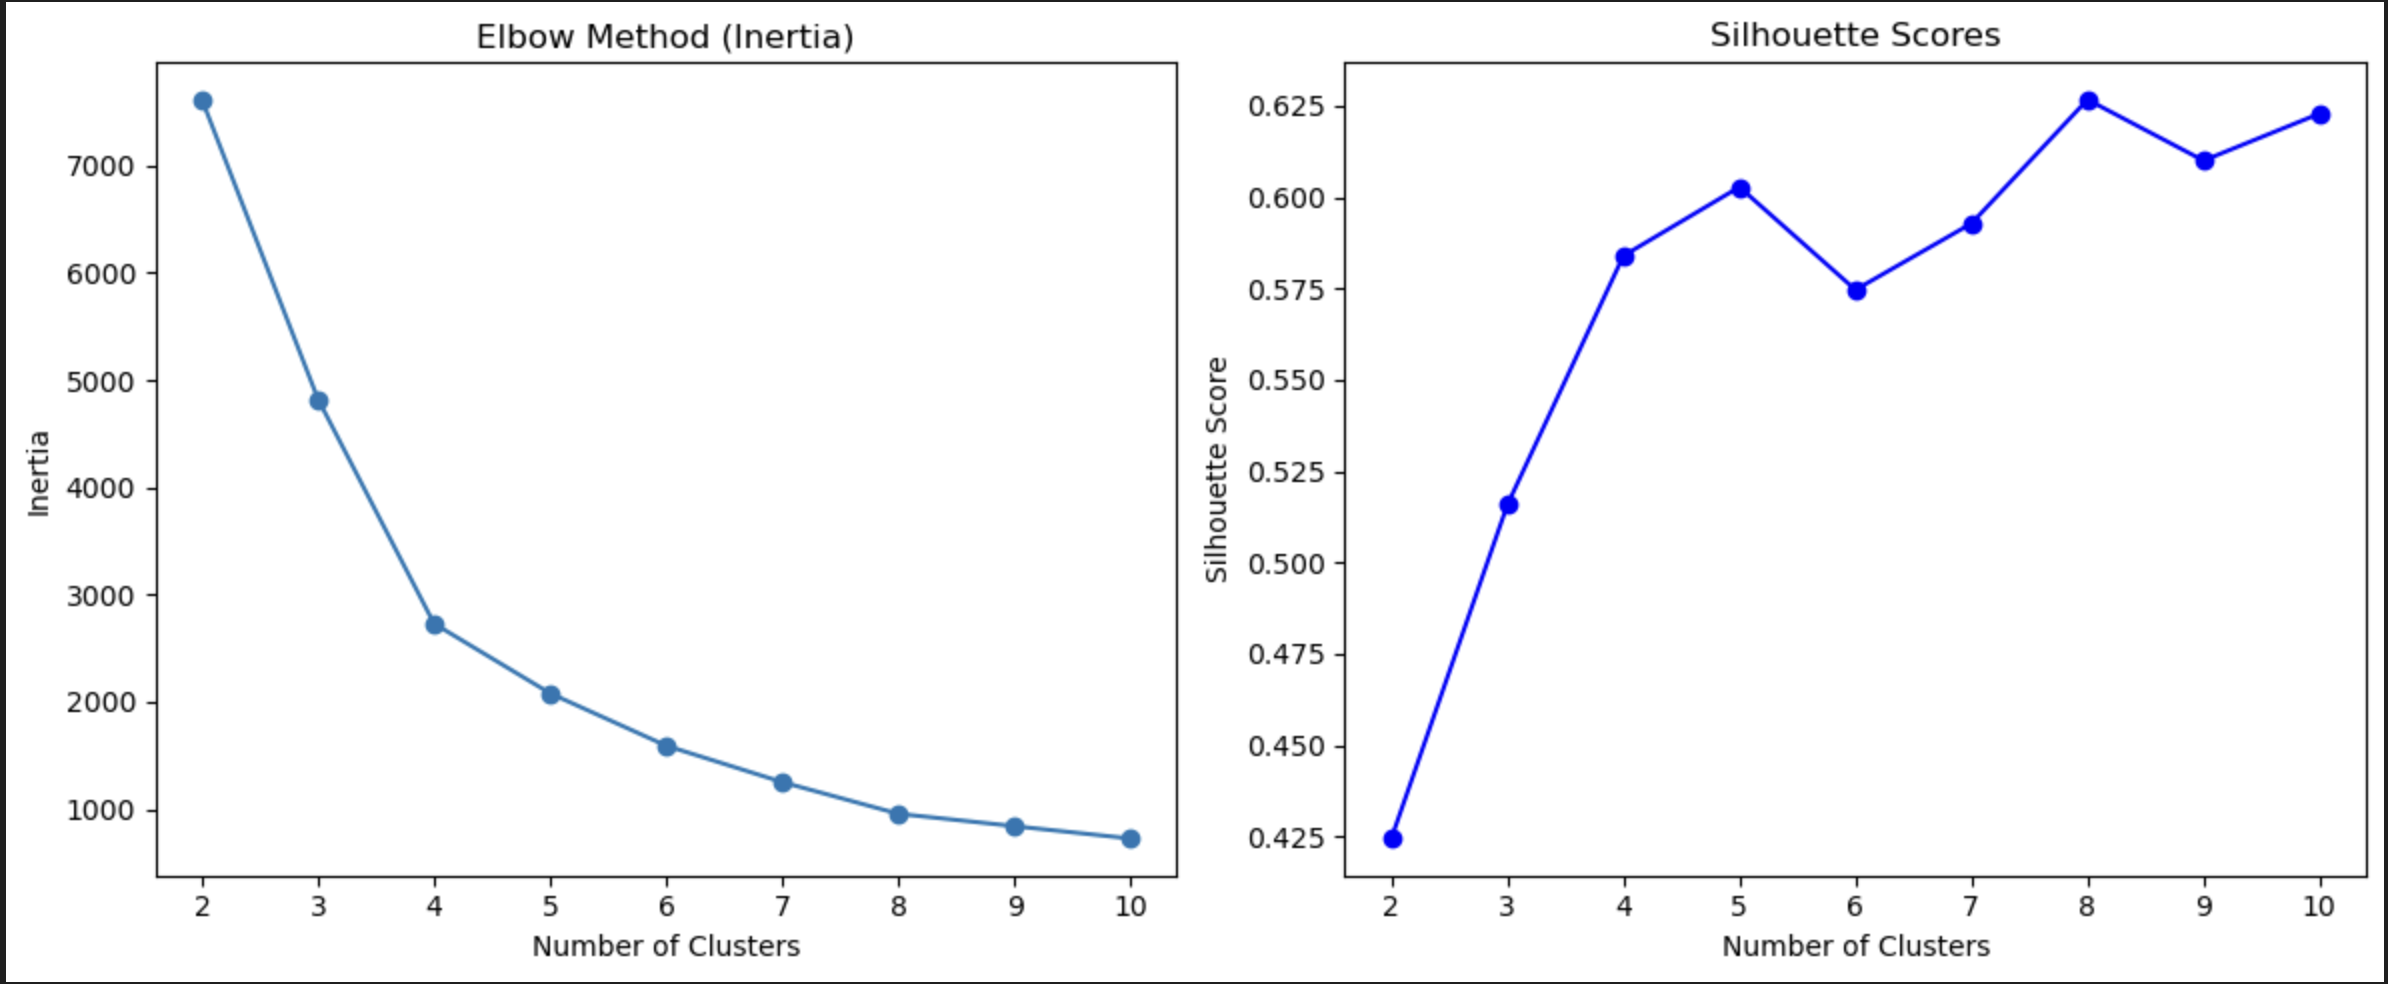 Elbow Method (Inertia)
7000
6000
5000
4000
3000
2000
1000
Inertia
2 3 4 5 6 7 8 9 10
Number of Clusters
Silhouette Scores
0.625
0.600
0.575
0.550
0.525
0.500
0.475
0.450
0.425
Silhouette Score
2 3 4 5 6 7 8 9 10
Number of Clusters